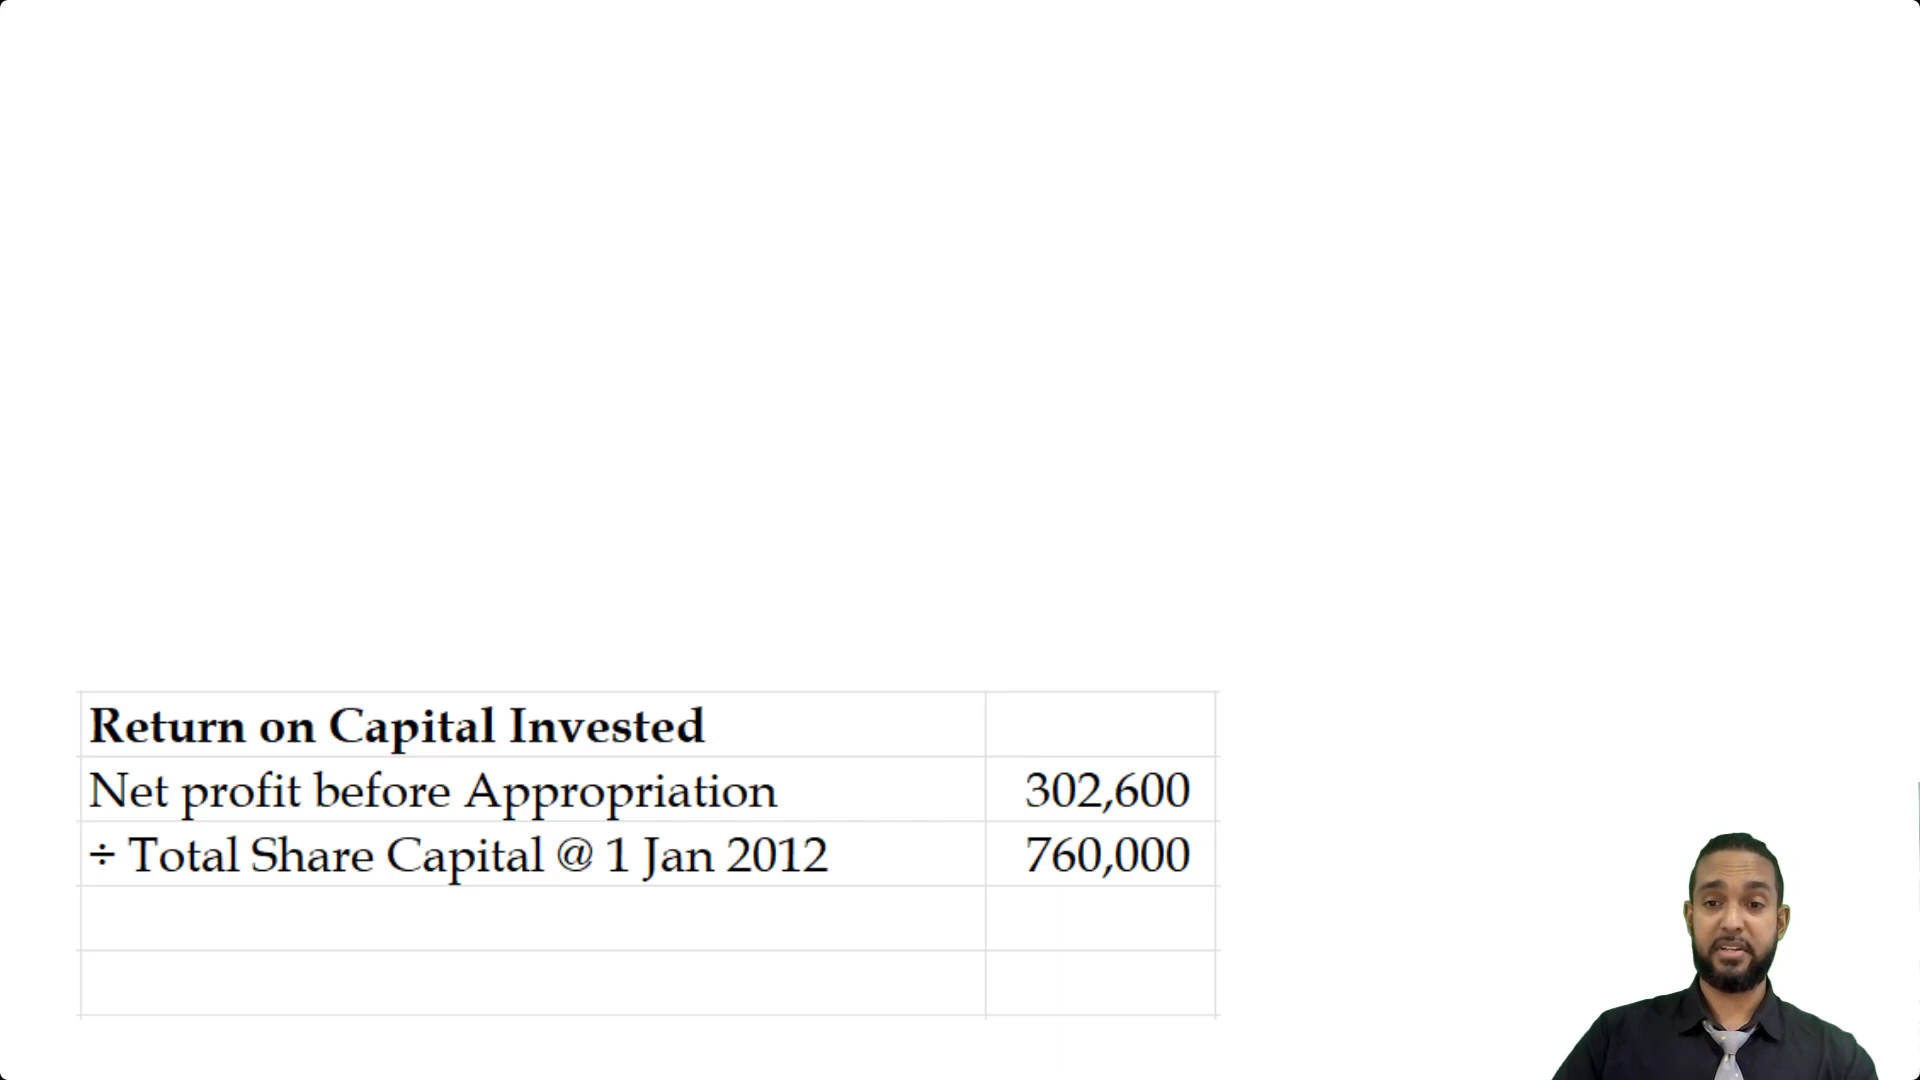 Return on Capital Invested
Net profit before Appropriation 302,600
÷ Total Share Capital @ 1 Jan 2012 760,000